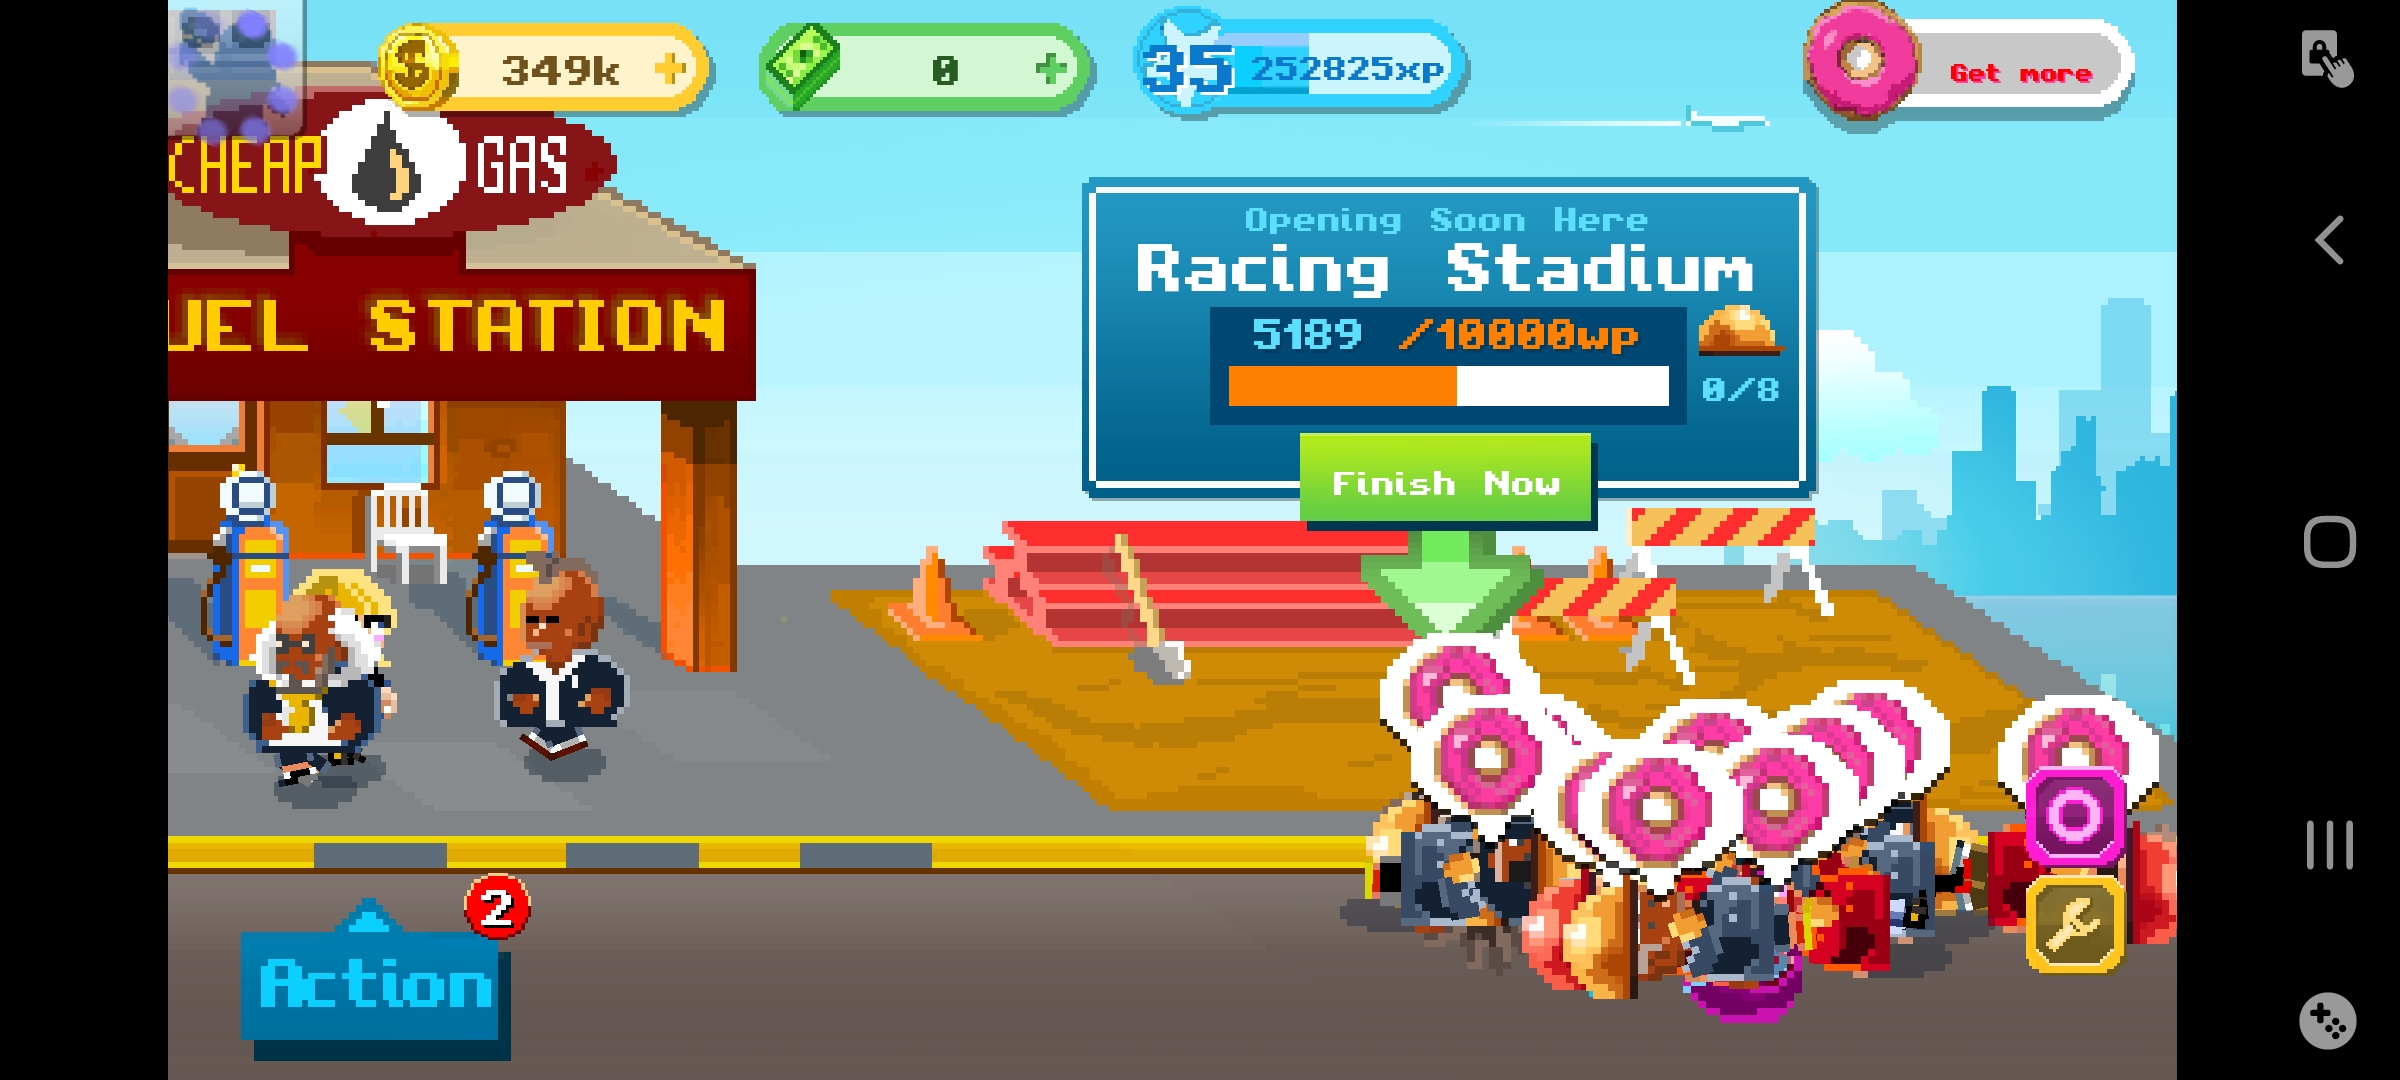 349k
0
35 252825xp
Get more
CHEAP GAS
UEL STATION
Opening Soon Here
Racing Stadium
5189 /10000wp
0/8
Finish Now
2
Action